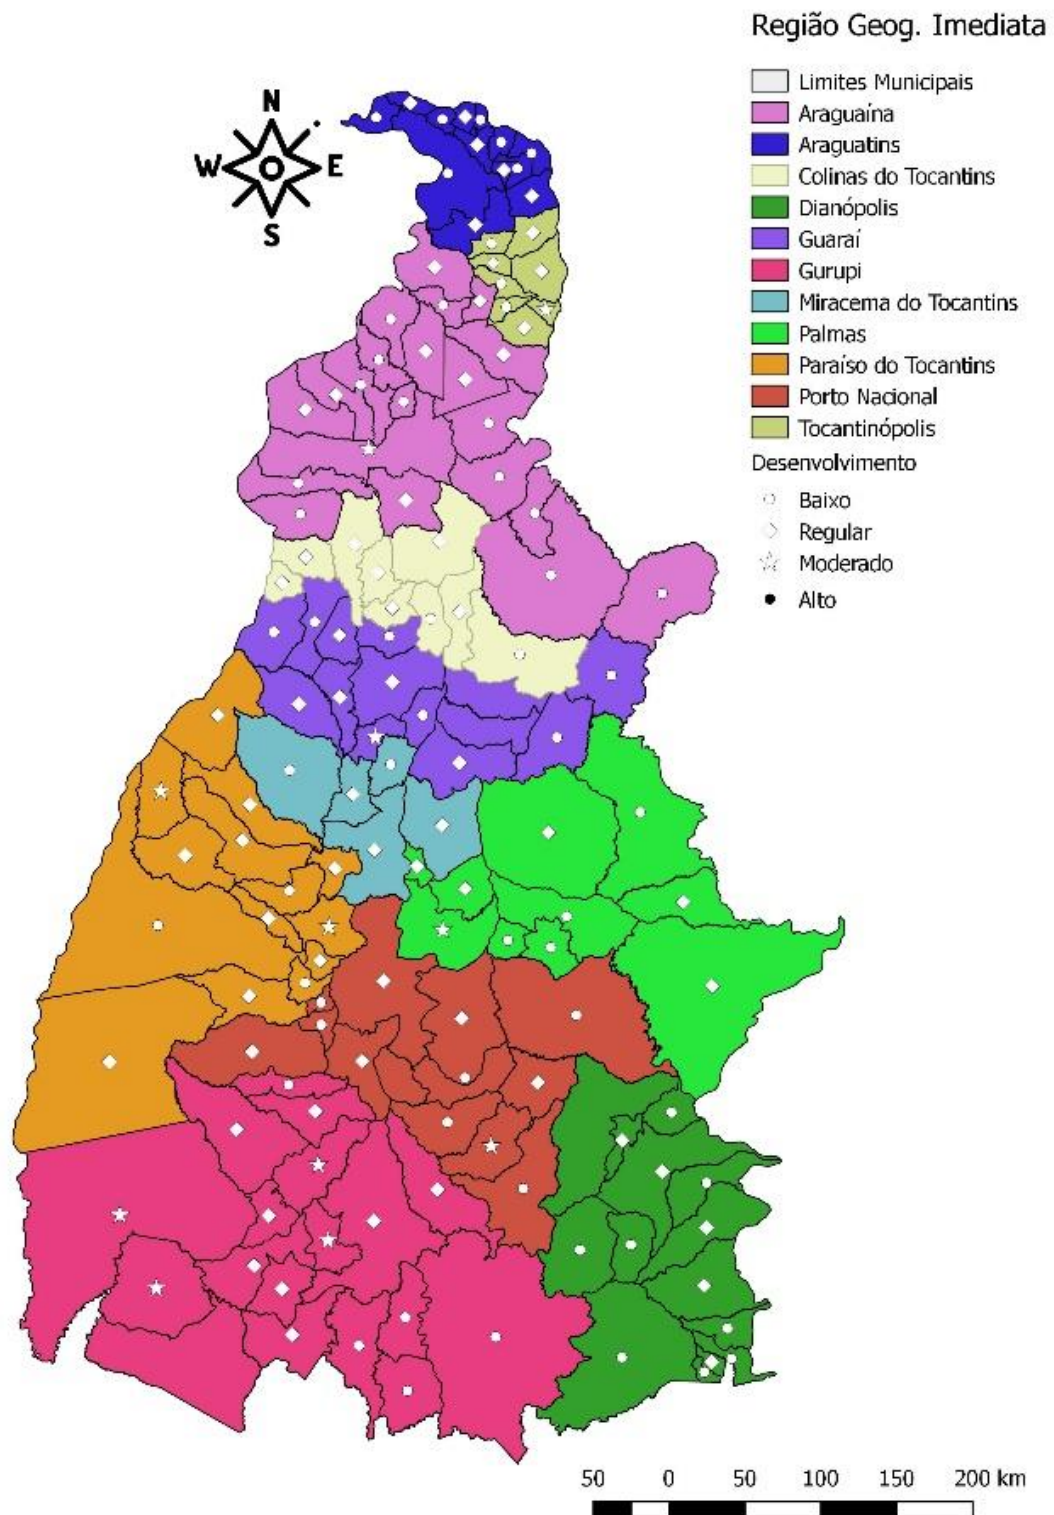 Região Geog. Imediata
Limites Municipais
Araguaína
Araguatins
Colinas do Tocantins
Dianópolis
Guaraí
Gurupi
Miracema do Tocantins
Palmas
Paraíso do Tocantins
Porto Nacional
Tocantinópolis
Desenvolvimento
Baixo
Regular
Moderado
Alto
N
W E
S
50 0 50 100 150 200 km